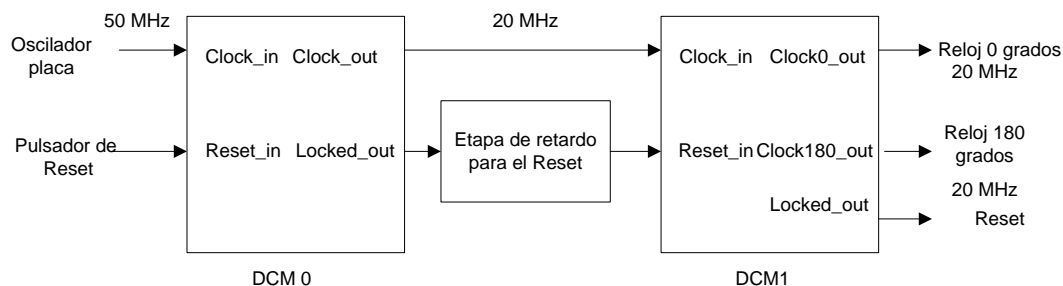 50 MHz
20 MHz
Oscilador
placa
Clock_in
Clock_out
Clock_in
Clock0_out
Reloj 0 grados
20 MHz
Pulsador de
Reset
Reset_in
Locked_out
Etapa de retardo
para el Reset
Reset_in
Clock180_out
Reloj 180
grados
20 MHz
Locked_out
Reset
DCM 0
DCM1